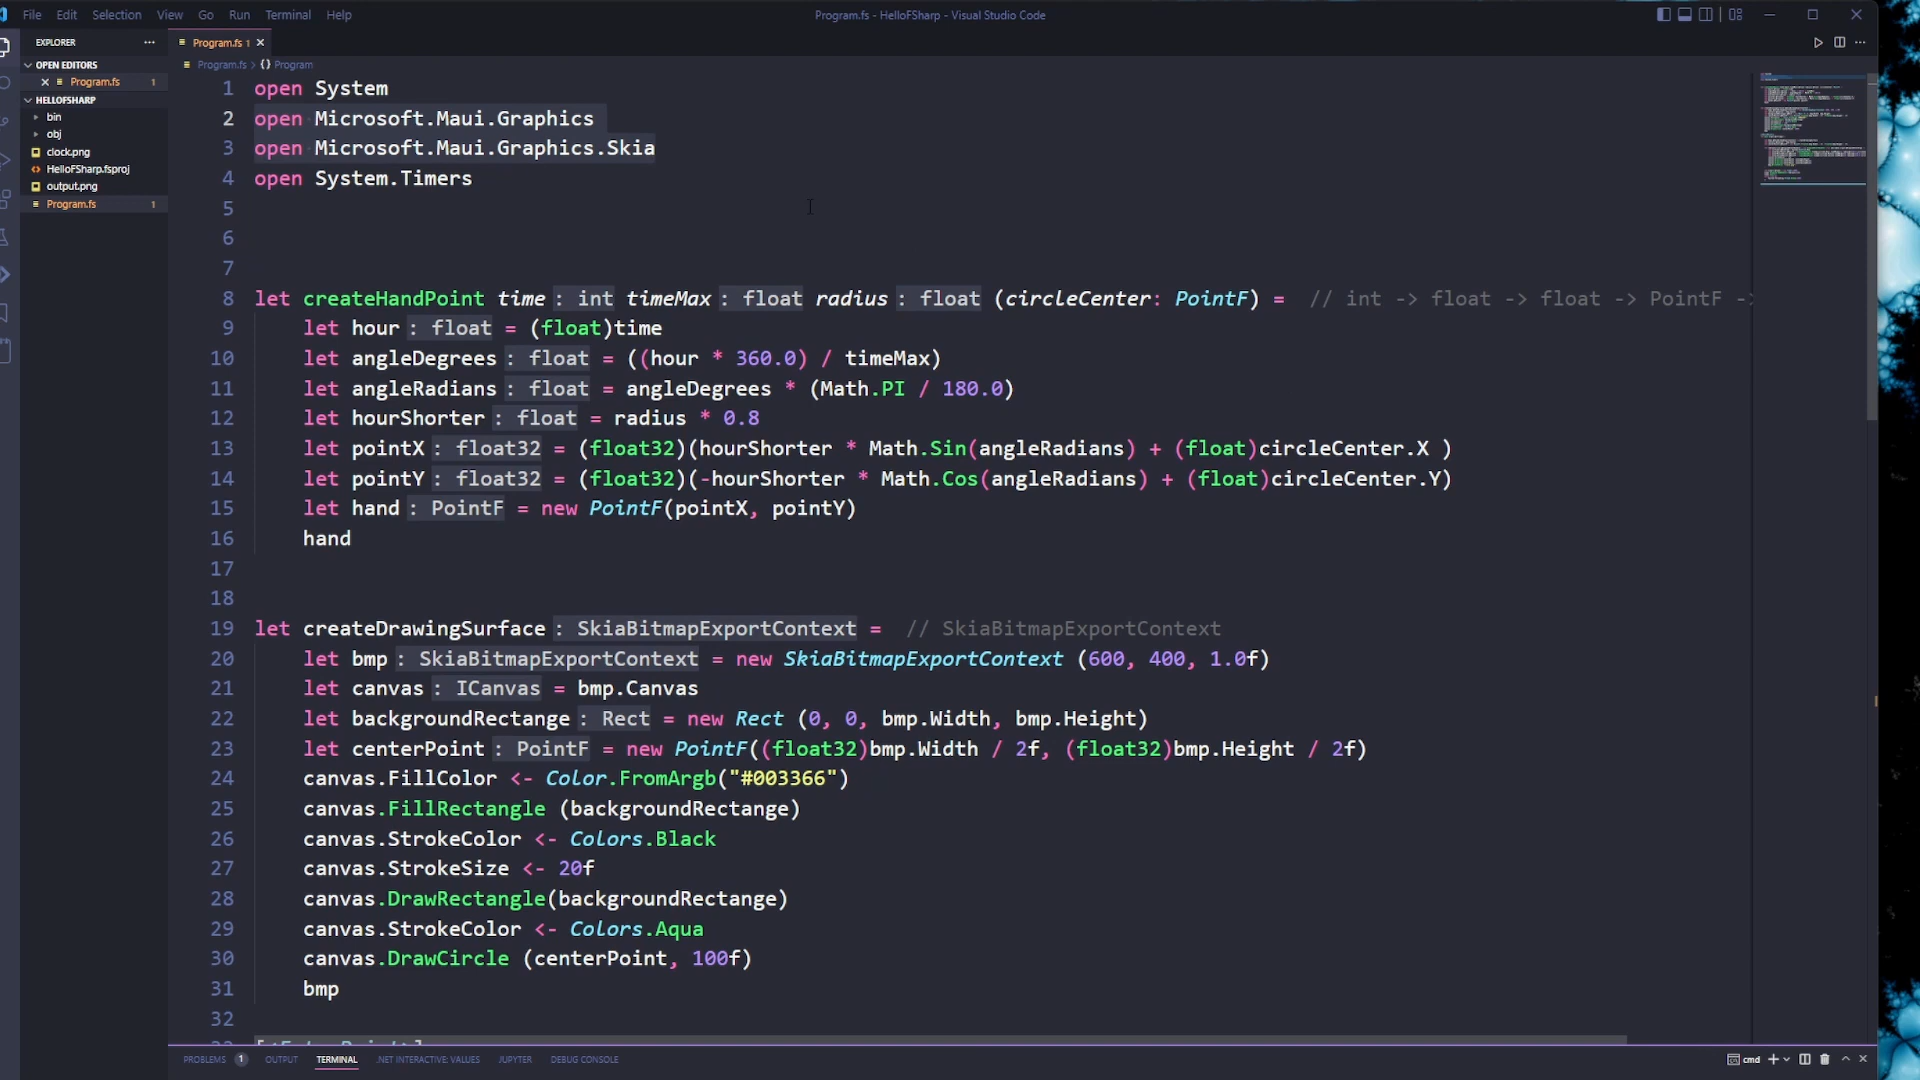 File Edit Selection View Go Run Terminal Help
Program.fs - HelloFSharp - Visual Studio Code
EXPLORER
OPEN EDITORS
Program.fs 1
HELLOFSHARP
bin
obj
clock.png
HelloFSharp.fsproj
output.png
Program.fs 1
Program.fs 1
Program.fs > {} Program
1 open System
2 open Microsoft.Maui.Graphics
3 open Microsoft.Maui.Graphics.Skia
4 open System.Timers
5
6
7
8 let createHandPoint time : int timeMax : float radius : float (circleCenter: PointF) = // int -> float -> float -> PointF ->
9 let hour : float = (float)time
10 let angleDegrees : float = ((hour * 360.0) / timeMax)
11 let angleRadians : float = angleDegrees * (Math.PI / 180.0)
12 let hourShorter : float = radius * 0.8
13 let pointX : float32 = (float32)(hourShorter * Math.Sin(angleRadians) + (float)circleCenter.X )
14 let pointY : float32 = (float32)(-hourShorter * Math.Cos(angleRadians) + (float)circleCenter.Y)
15 let hand : PointF = new PointF(pointX, pointY)
16 hand
17
18
19 let createDrawingSurface : SkiaBitmapExportContext = // SkiaBitmapExportContext
20 let bmp : SkiaBitmapExportContext = new SkiaBitmapExportContext (600, 400, 1.0f)
21 let canvas : ICanvas = bmp.Canvas
22 let backgroundRectange : Rect = new Rect (0, 0, bmp.Width, bmp.Height)
23 let centerPoint : PointF = new PointF((float32)bmp.Width / 2f, (float32)bmp.Height / 2f)
24 canvas.FillColor <- Color.FromArgb("#003366")
25 canvas.FillRectangle (backgroundRectange)
26 canvas.StrokeColor <- Colors.Black
27 canvas.StrokeSize <- 20f
28 canvas.DrawRectangle(backgroundRectange)
29 canvas.StrokeColor <- Colors.Aqua
30 canvas.DrawCircle (centerPoint, 100f)
31 bmp
32
PROBLEMS 1 OUTPUT TERMINAL .NET INTERACTIVE: VALUES JUPYTER DEBUG CONSOLE
cmd